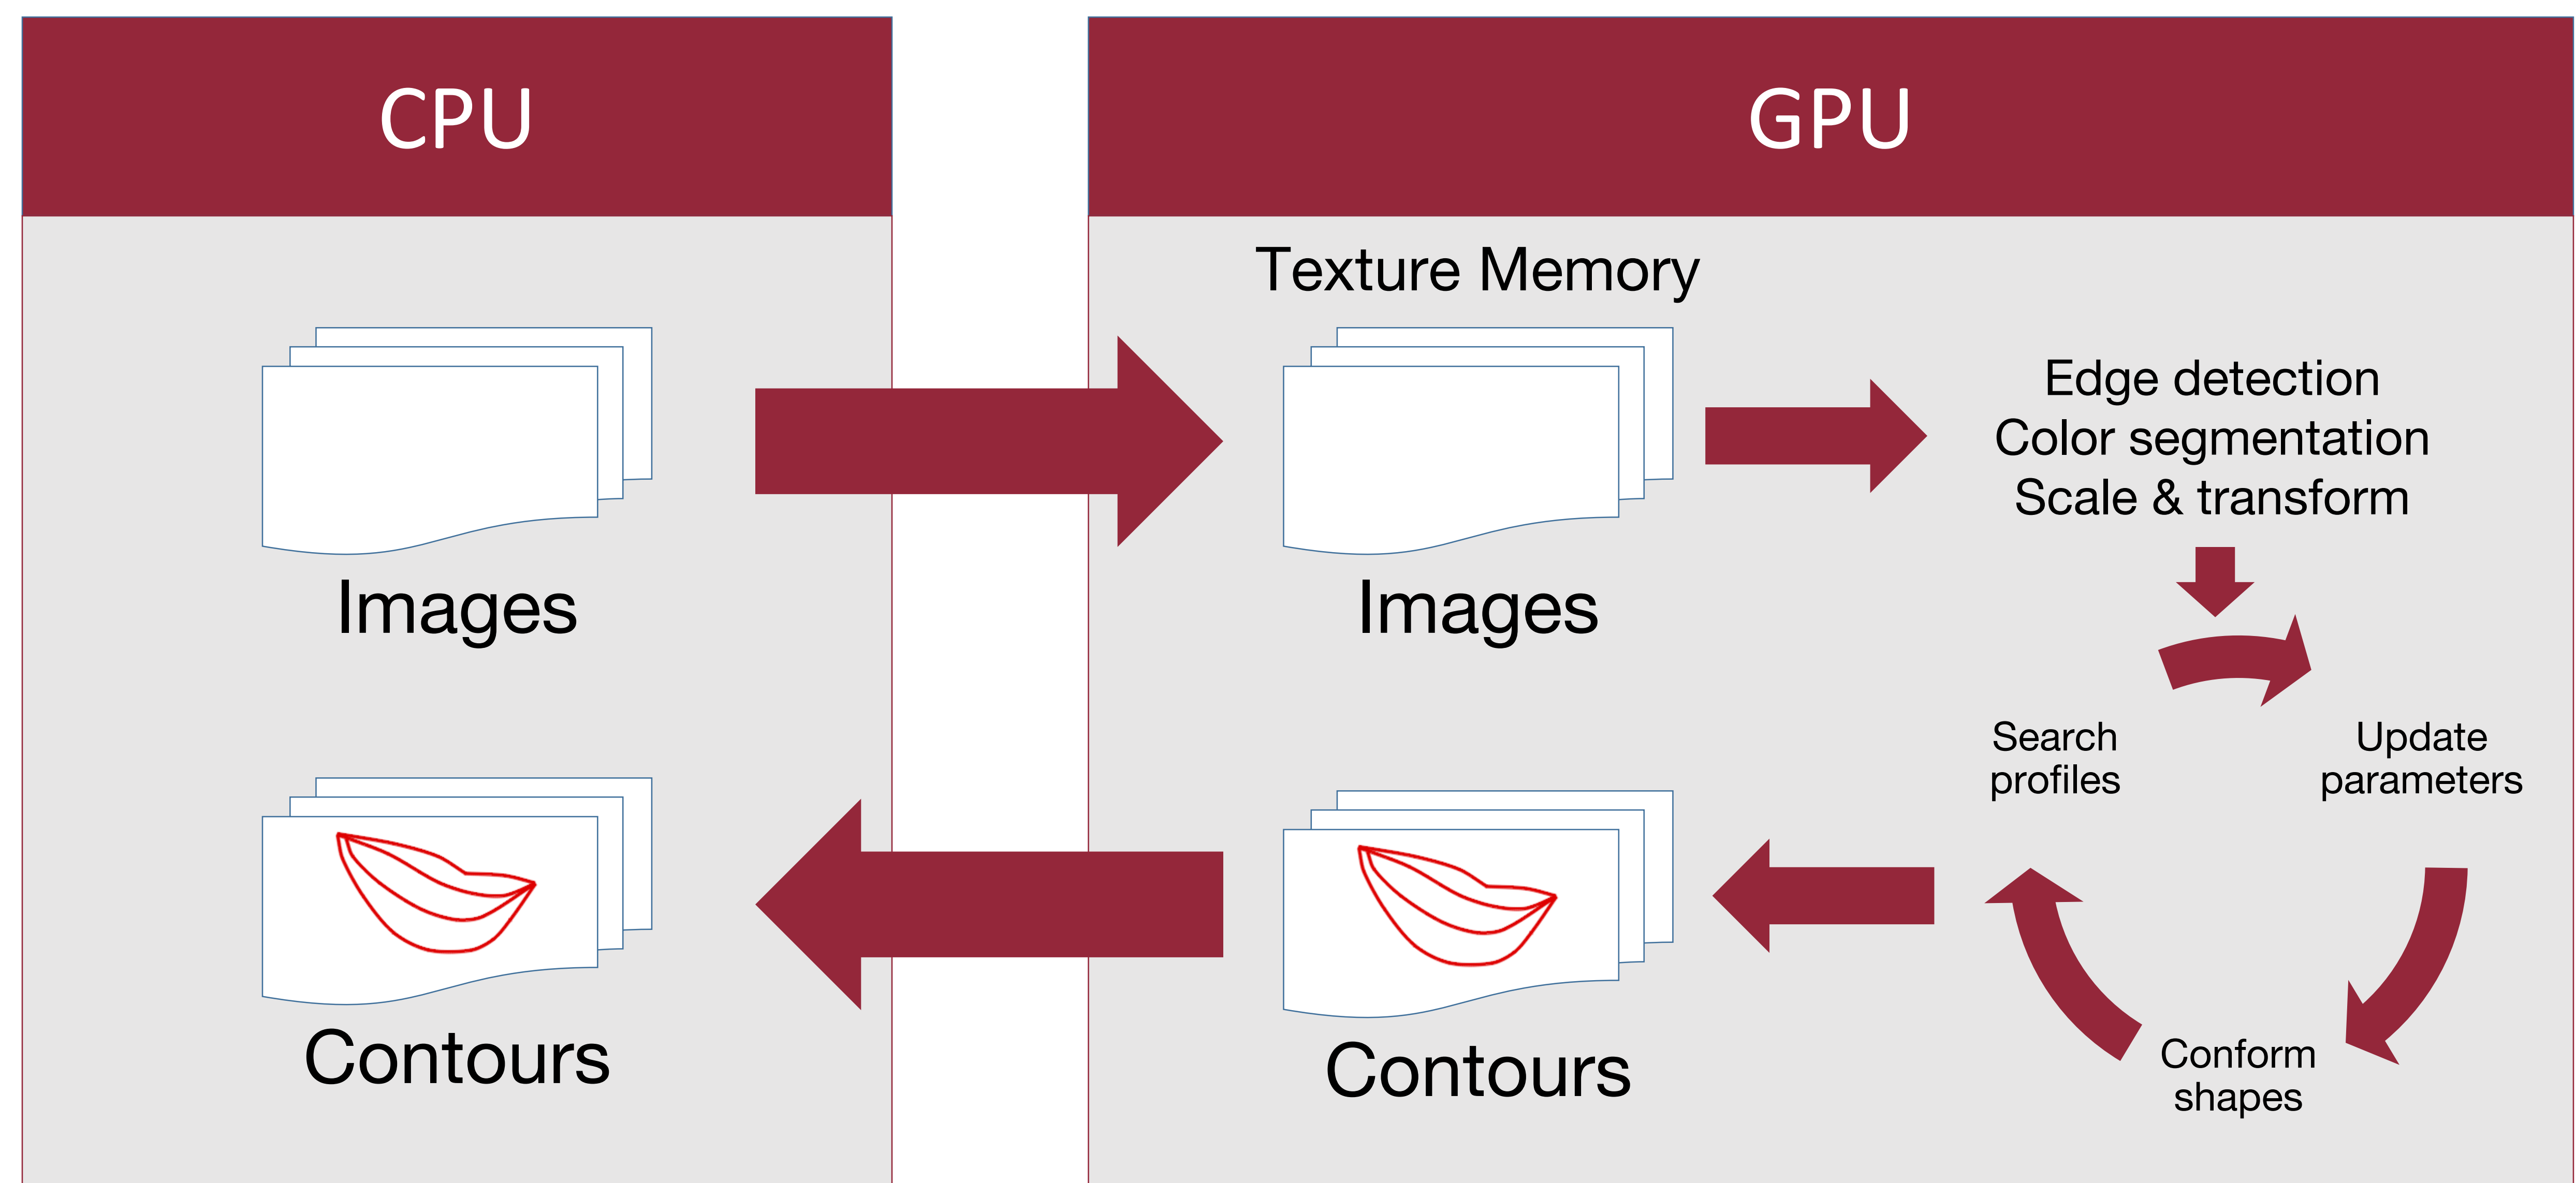 CPU
GPU
Texture Memory
Images
Images
Edge detection
Color segmentation
Scale & transform
Search
profiles
Update
parameters
Conform
shapes
Contours
Contours